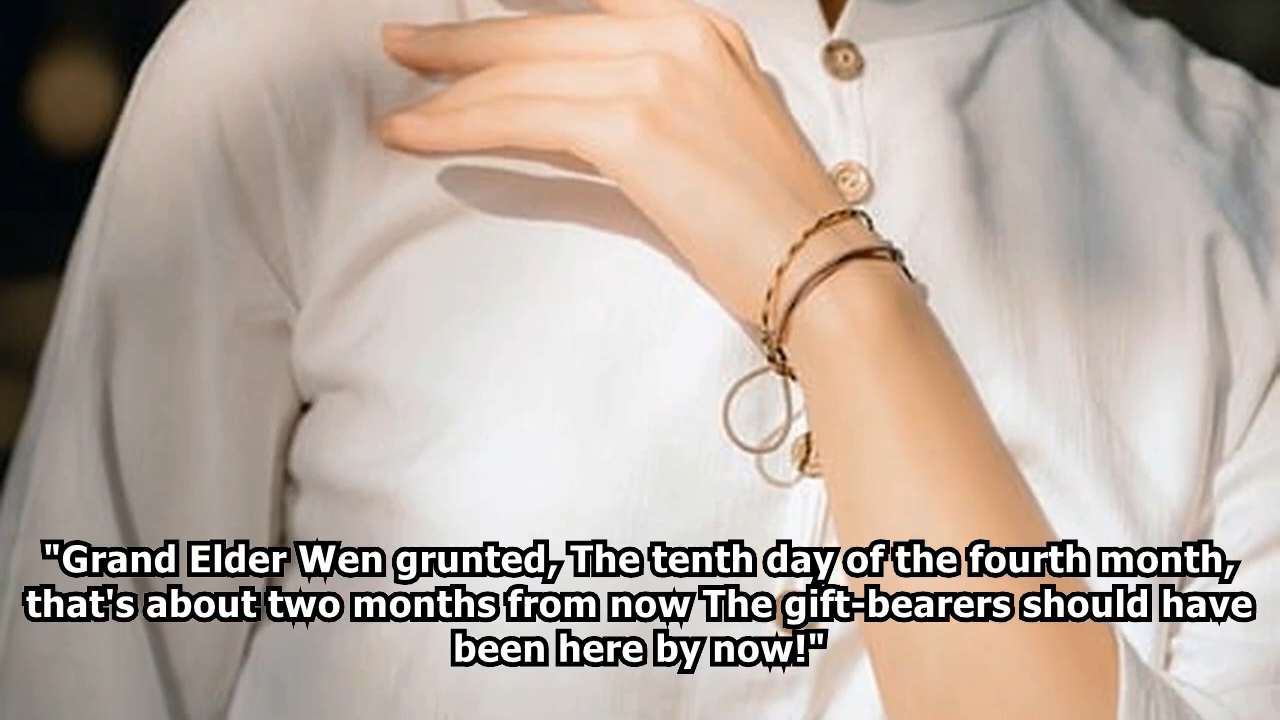 "Grand Elder Wen grunted, The tenth day of the fourth month,
that's about two months from now The gift-bearers should have
been here by now!"